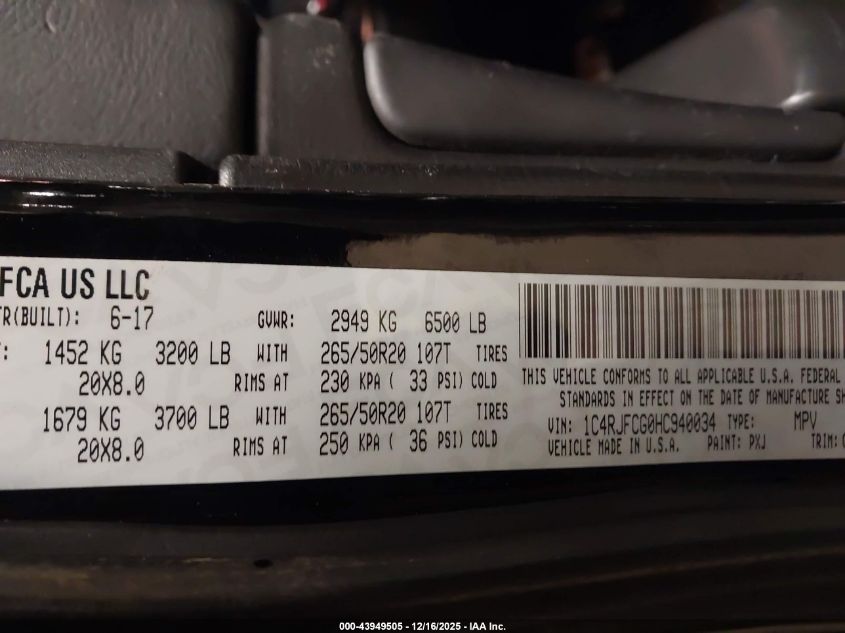 FCA US LLC
TR(BUILT): 6-17 GVWR: 2949 KG 6500 LB
T: 1452 KG 3200 LB WITH 265/50R20 107T TIRES
20X8.0 RIMS AT 230 KPA ( 33 PSI) COLD
1679 KG 3700 LB WITH 265/50R20 107T TIRES
20X8.0 RIMS AT 250 KPA ( 36 PSI) COLD
THIS VEHICLE CONFORMS TO ALL APPLICABLE U.S.A. FEDERAL
STANDARDS IN EFFECT ON THE DATE OF MANUFACTURE SH
VIN: 1C4RJFCG0HC940034 TYPE: MPV
VEHICLE MADE IN U.S.A. PAINT: PXJ TRIM:
000-43949505 - 12/16/2025 - IAA Inc.